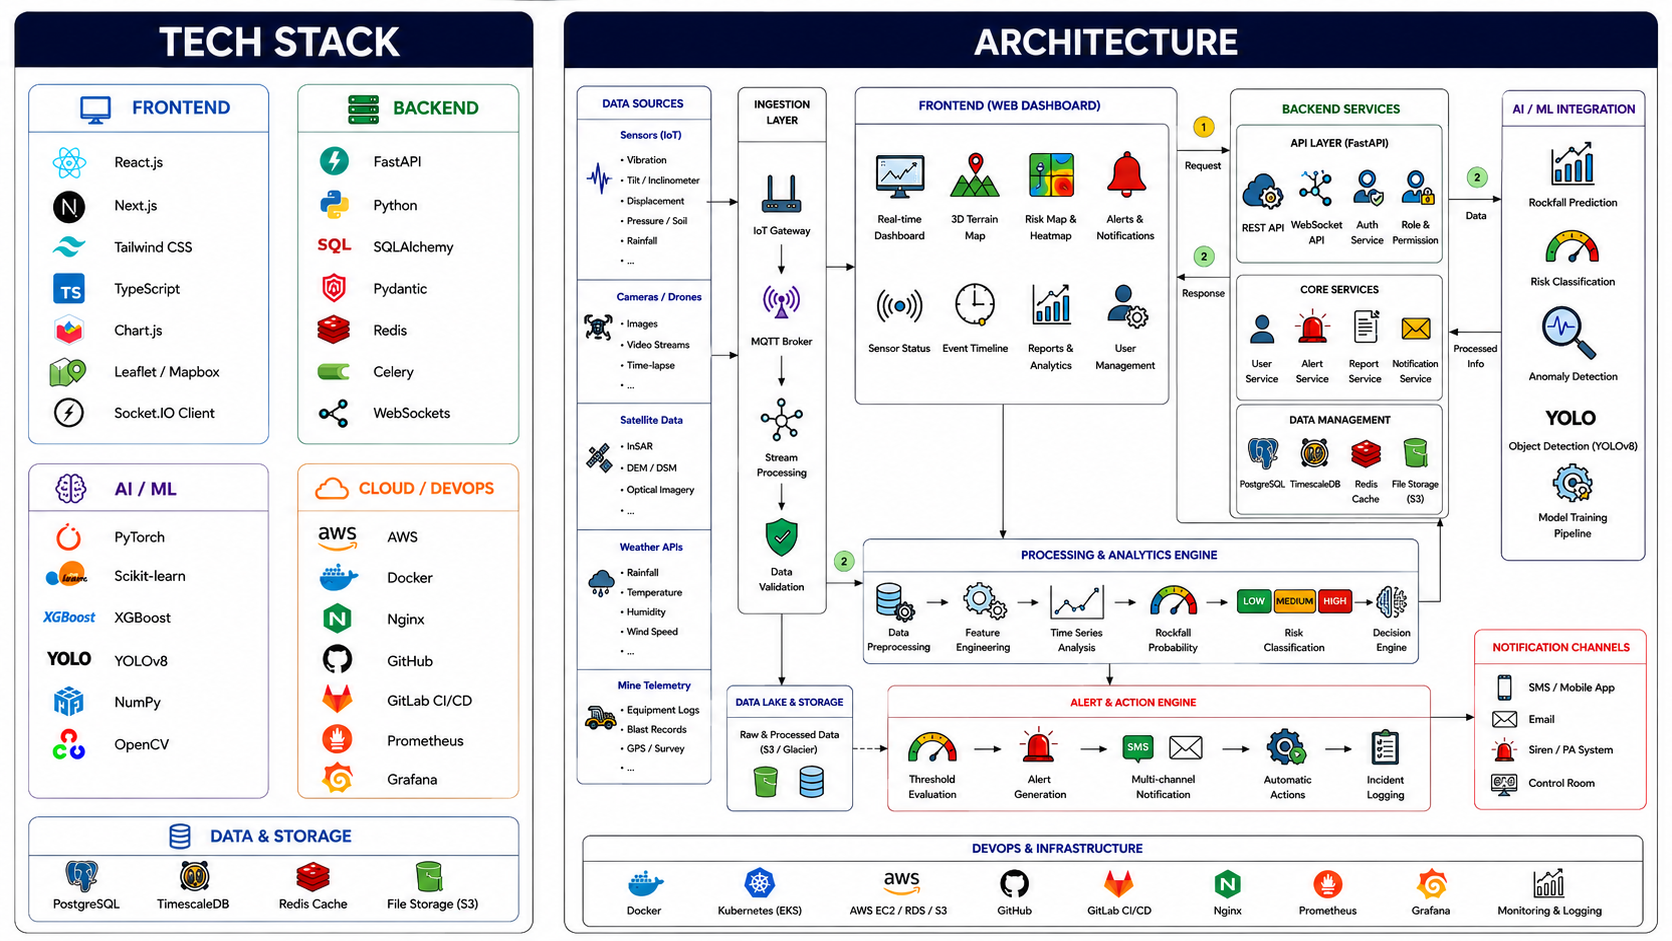 TECH STACK
FRONTEND
React.js
Next.js
Tailwind CSS
TS
TypeScript
Chart.js
Leaflet / Mapbox
Socket.IO Client
BACKEND
FastAPI
Python
SQL
SQLAlchemy
Pydantic
Redis
Celery
WebSockets
AI / ML
PyTorch
Scikit-learn
XGBoost
XGBoost
YOLO
YOLOv8
NumPy
OpenCV
CLOUD / DEVOPS
aws
AWS
Docker
Nginx
GitHub
GitLab CI/CD
Prometheus
Grafana
DATA & STORAGE
PostgreSQL
TimescaleDB
Redis Cache
File Storage (S3)
ARCHITECTURE
DATA SOURCES
Sensors (IoT)
• Vibration
• Tilt / Inclinometer
• Displacement
• Pressure / Soil
• Rainfall
• ...
Cameras / Drones
• Images
• Video Streams
• Time-lapse
• ...
Satellite Data
• InSAR
• DEM / DSM
• Optical Imagery
• ...
Weather APIs
• Rainfall
• Temperature
• Humidity
• Wind Speed
• ...
Mine Telemetry
• Equipment Logs
• Blast Records
• GPS / Survey
• ...
INGESTION
LAYER
IoT Gateway
MQTT Broker
Stream
Processing
Data
Validation
FRONTEND (WEB DASHBOARD)
Real-time
Dashboard
3D Terrain
Map
Risk Map &
Heatmap
Alerts &
Notifications
Sensor Status
Event Timeline
Reports &
Analytics
User
Management
1
Request
2
Response
BACKEND SERVICES
API LAYER (FastAPI)
REST API
WebSocket
API
Auth
Service
Role &
Permission
CORE SERVICES
User
Service
Alert
Service
Report
Service
Notification
Service
DATA MANAGEMENT
PostgreSQL
TimescaleDB
Redis
Cache
File Storage
(S3)
2
Data
Processed
Info
AI / ML INTEGRATION
Rockfall Prediction
Risk Classification
Anomaly Detection
YOLO
Object Detection (YOLOv8)
Model Training
Pipeline
2
PROCESSING & ANALYTICS ENGINE
Data
Preprocessing
Feature
Engineering
Time Series
Analysis
Rockfall
Probability
LOW MEDIUM HIGH
Risk
Classification
Decision
Engine
DATA LAKE & STORAGE
Raw & Processed Data
(S3 / Glacier)
ALERT & ACTION ENGINE
Threshold
Evaluation
Alert
Generation
SMS
Multi-channel
Notification
Automatic
Actions
Incident
Logging
NOTIFICATION CHANNELS
SMS / Mobile App
Email
Siren / PA System
Control Room
DEVOPS & INFRASTRUCTURE
Docker
Kubernetes (EKS)
aws
AWS EC2 / RDS / S3
GitHub
GitLab CI/CD
Nginx
Prometheus
Grafana
Monitoring & Logging